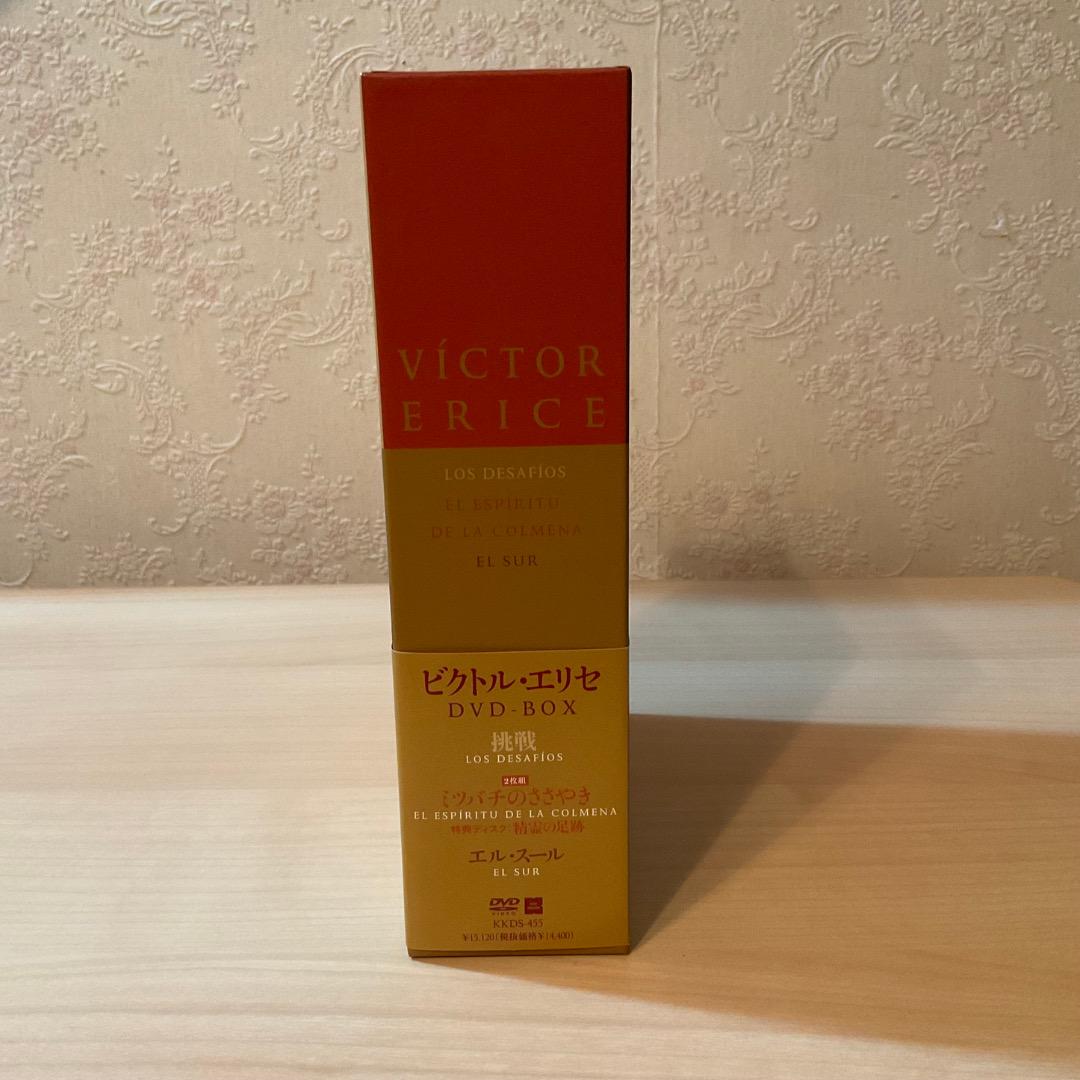 VÍCTOR
ERICE
LOS DESAFÍOS
EL ESPÍRITU
DE LA COLMENA
EL SUR
ビクトル・エリセ
DVD-BOX
挑戦
LOS DESAFÍOS
2枚組
ミツバチのささやき
EL ESPÍRITU DE LA COLMENA
特典ディスク:精霊の足跡
エル・スール
EL SUR
DVD
VIDEO
KKDS-455
¥15,120(税抜価格¥14,400)